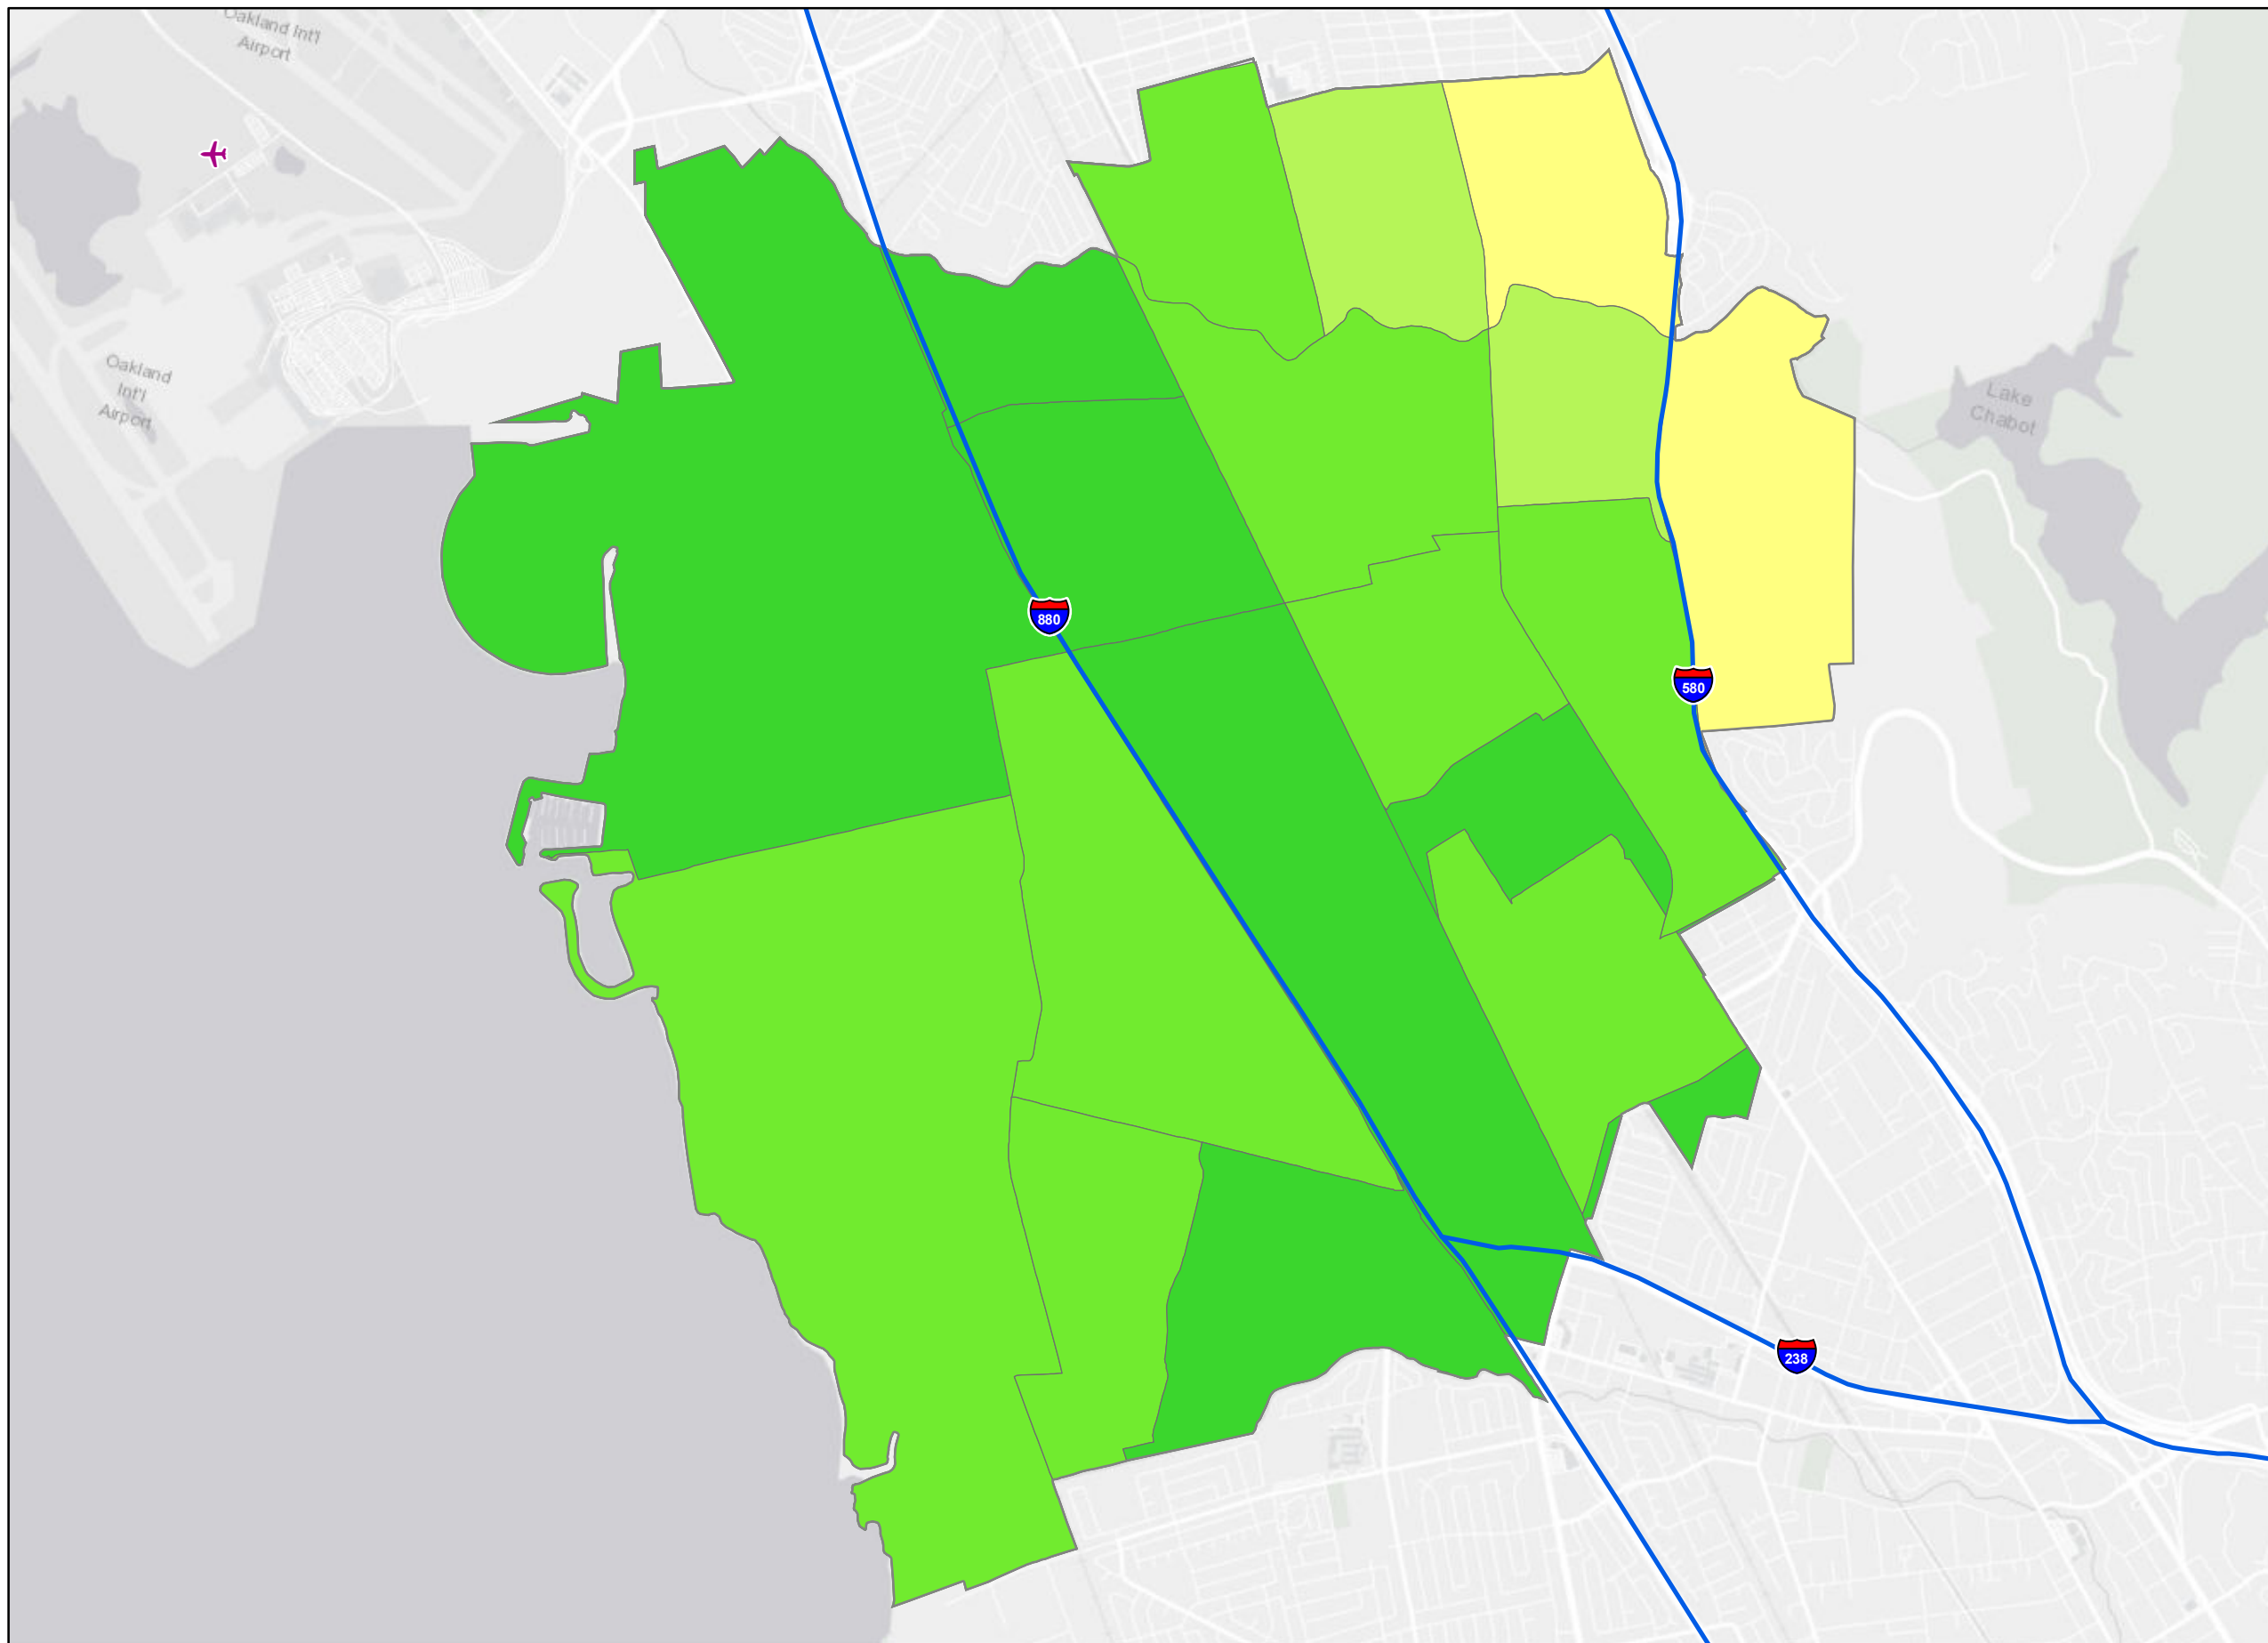 Oakland Int'l
Airport
Oakland
Int'l
Airport
Lake
Chabot
880
580
238